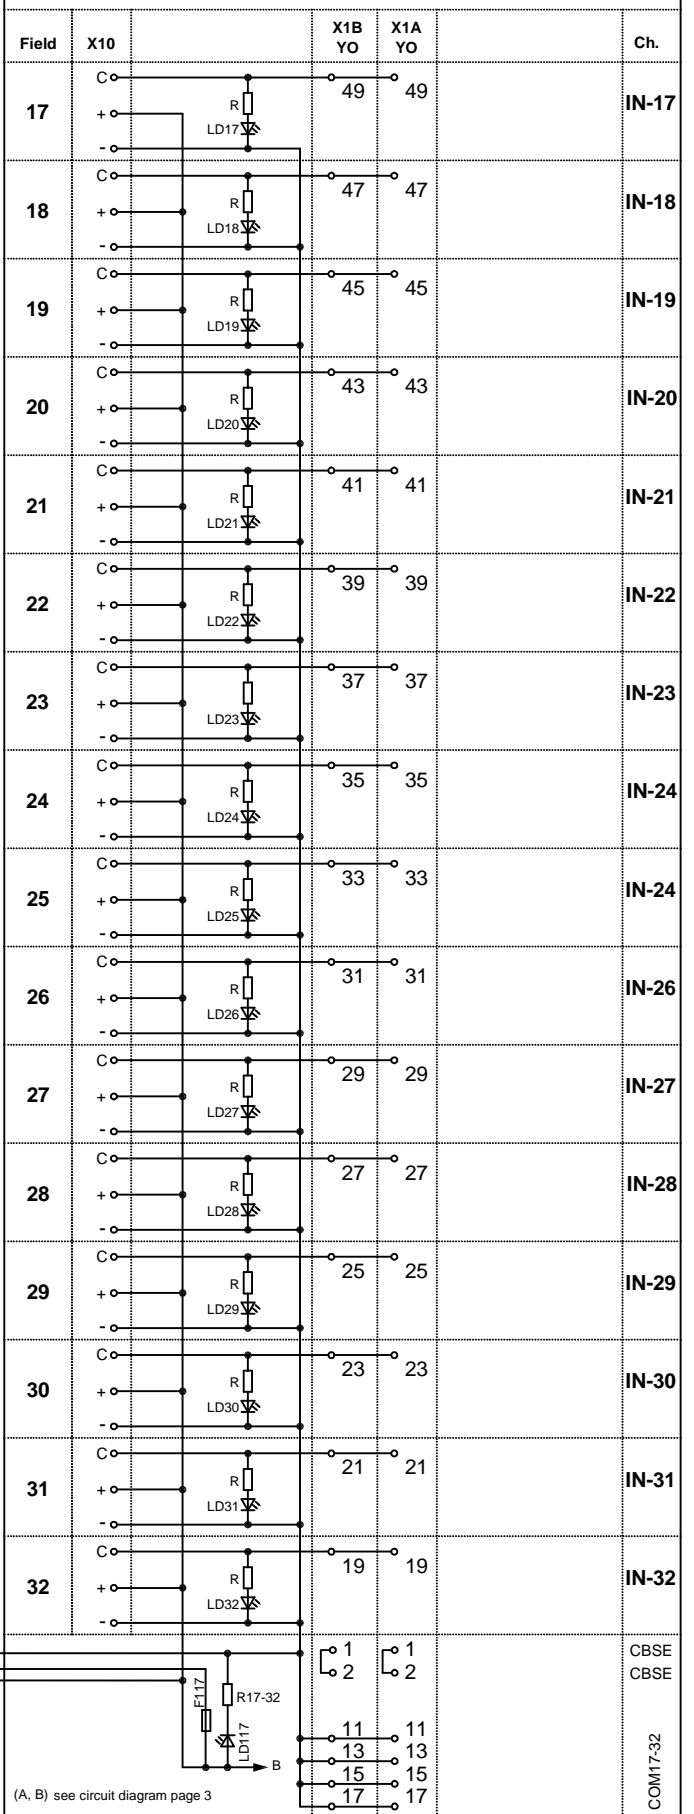 Field X10 X1B YO X1A YO Ch.
C 49 49
17 + R LD17 IN-17
-
C 47 47
18 + R LD18 IN-18
-
C 45 45
19 + R LD19 IN-19
-
C 43 43
20 + R LD20 IN-20
-
C 41 41
21 + R LD21 IN-21
-
C 39 39
22 + R LD22 IN-22
-
C 37 37
23 + LD23 IN-23
-
C 35 35
24 + R LD24 IN-24
-
C 33 33
25 + R LD25 IN-24
-
C 31 31
26 + R LD26 IN-26
-
C 29 29
27 + R LD27 IN-27
-
C 27 27
28 + R LD28 IN-28
-
C 25 25
29 + R LD29 IN-29
-
C 23 23
30 + R LD30 IN-30
-
C 21 21
31 + R LD31 IN-31
-
C 19 19
32 + R LD32 IN-32
-
1 1 CBSE
2 2 CBSE
F117 R17-32
LD117
11 11
13 13
B
15 15
17 17
COM17-32
(A, B) see circuit diagram page 3